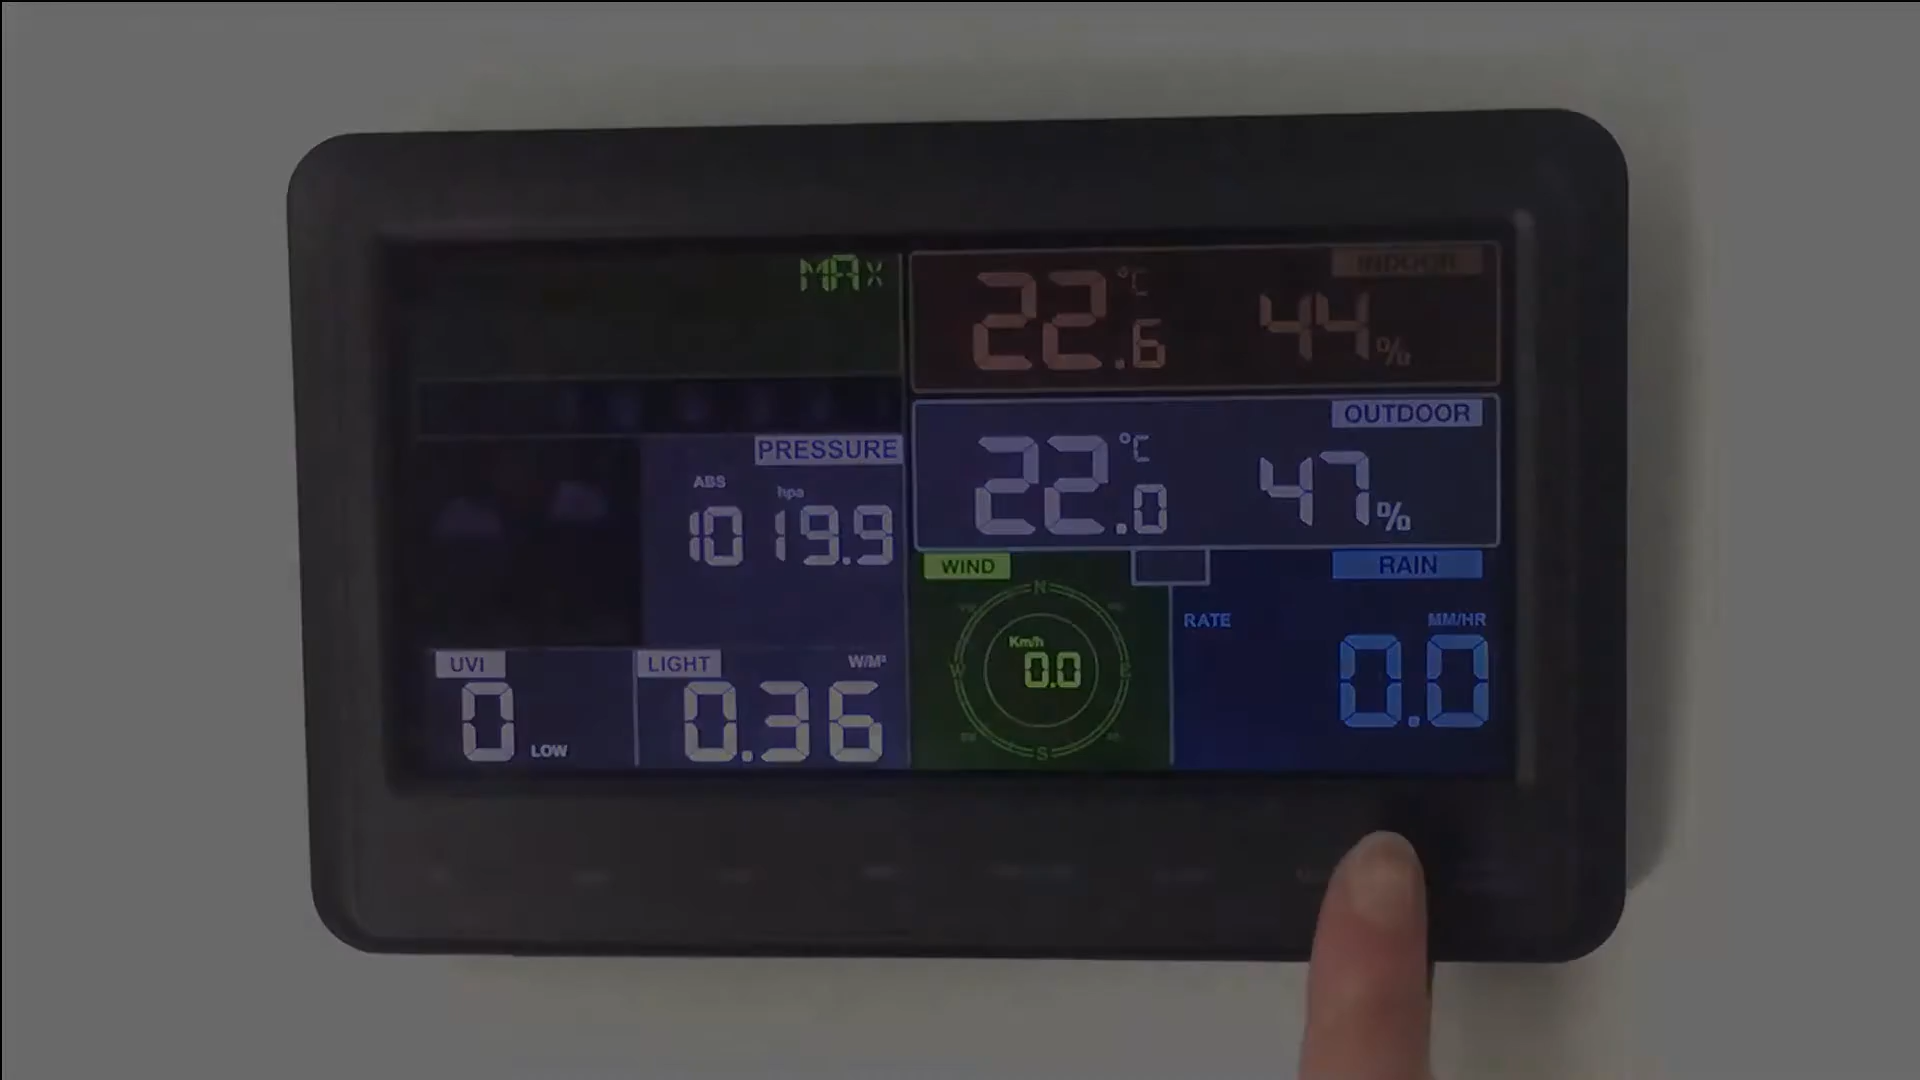 MAX
INDOOR
22.6 °C 44%
OUTDOOR
22.0 °C 47%
PRESSURE
ABS hpa
1019.9
UVI
0 LOW
LIGHT W/M²
0.36
WIND
N
W E
S
Km/h
0.0
RAIN
RATE MM/HR
0.0